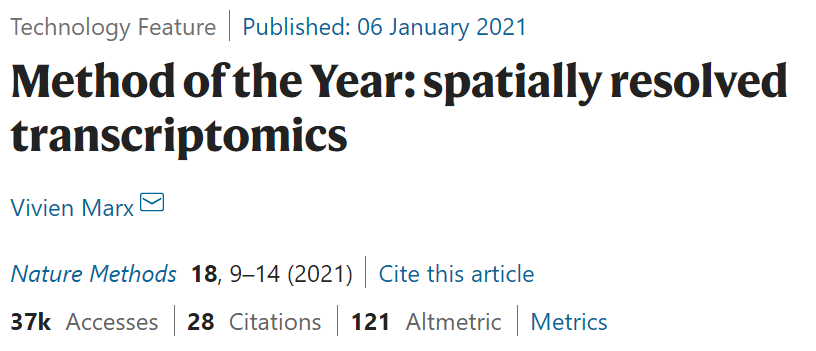 Technology Feature | Published: 06 January 2021
Method of the Year: spatially resolved
transcriptomics
Vivien Marx
Nature Methods 18, 9–14 (2021) | Cite this article
37k Accesses | 28 Citations | 121 Altmetric | Metrics